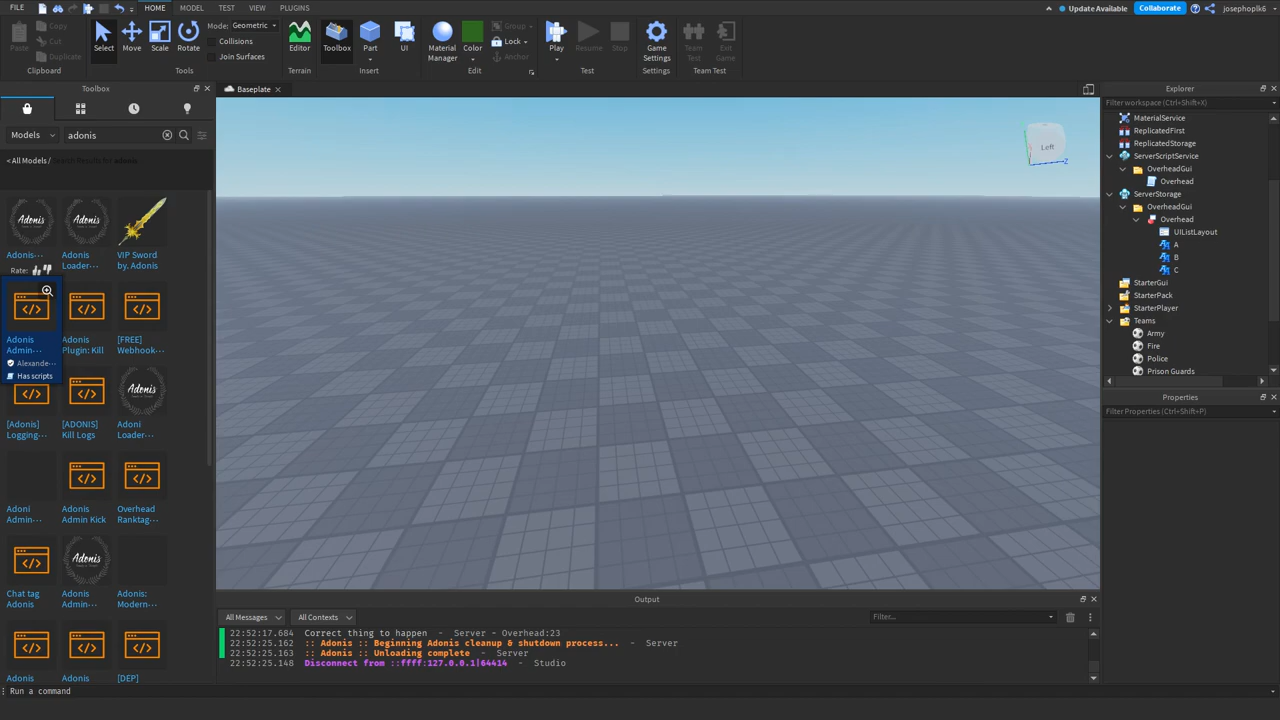 FILE HOME MODEL TEST VIEW PLUGINS Update Available Collaborate josephoplk6
Paste Copy Cut Duplicate Clipboard
Select Move Scale Rotate Mode: Geometric Collisions Join Surfaces Tools
Editor Terrain
Toolbox Part UI Insert
Material Manager Color Group Lock Anchor Edit
Play Resume Stop Test
Game Settings Settings
Team Test Exit Game Team Test
Toolbox
Models adonis
< All Models / Search Results for adonis
Adonis Adonis
Adonis··· Adonis Loader··· VIP Sword by. Adonis
Rate:
Adonis Admin··· Adonis Plugin: Kill [FREE] Webhook···
Alexande···
Has scripts
Adonis
[Adonis] Logging··· [ADONIS] Kill Logs Adoni Loader···
Adoni Admin··· Adonis Admin Kick Overhead Ranktag···
Adonis
Chat tag Adonis Adonis Admin··· Adonis: Modern···
Adonis Adonis [DEP]
Baseplate
Left
Z
Explorer
Filter workspace (Ctrl+Shift+X)
MaterialService
ReplicatedFirst
ReplicatedStorage
ServerScriptService
OverheadGui
Overhead
ServerStorage
OverheadGui
Overhead
UIListLayout
A
B
C
StarterGui
StarterPack
StarterPlayer
Teams
Army
Fire
Police
Prison Guards
Properties
Filter Properties (Ctrl+Shift+P)
Output
All Messages All Contexts Filter...
22:52:17.684 Correct thing to happen - Server - Overhead:23
22:52:25.162 :: Adonis :: Beginning Adonis cleanup & shutdown process... - Server
22:52:25.163 :: Adonis :: Unloading complete - Server
22:52:25.148 Disconnect from ::ffff:127.0.0.1|64414 - Studio
Run a command